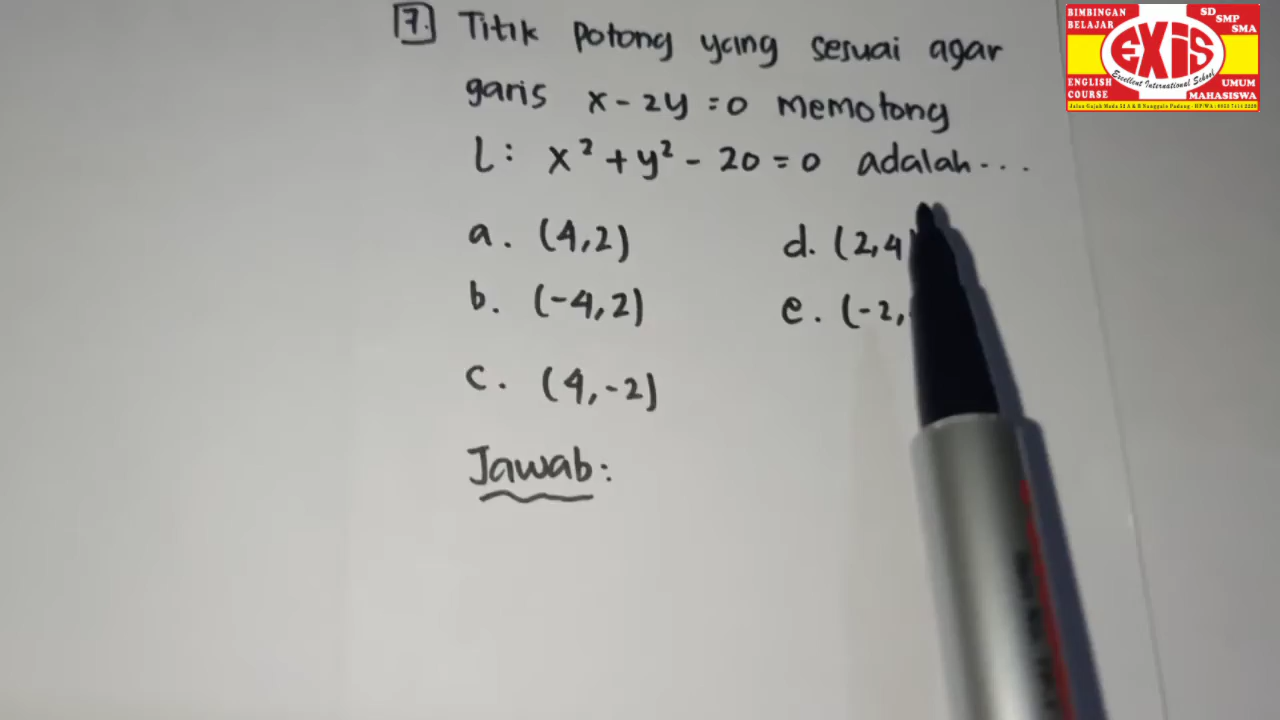 7. Titik potong yang sesuai agar
garis x - 2y = 0 memotong
L: x² + y² - 20 = 0 adalah...
a. (4,2)
d. (2,4
b. (-4,2)
e. (-2,
c. (4,-2)
Jawab:
BIMBINGAN
BELAJAR
SD
SMP
SMA
EXIS
Excellent International School
ENGLISH
COURSE
UMUM
MAHASISWA